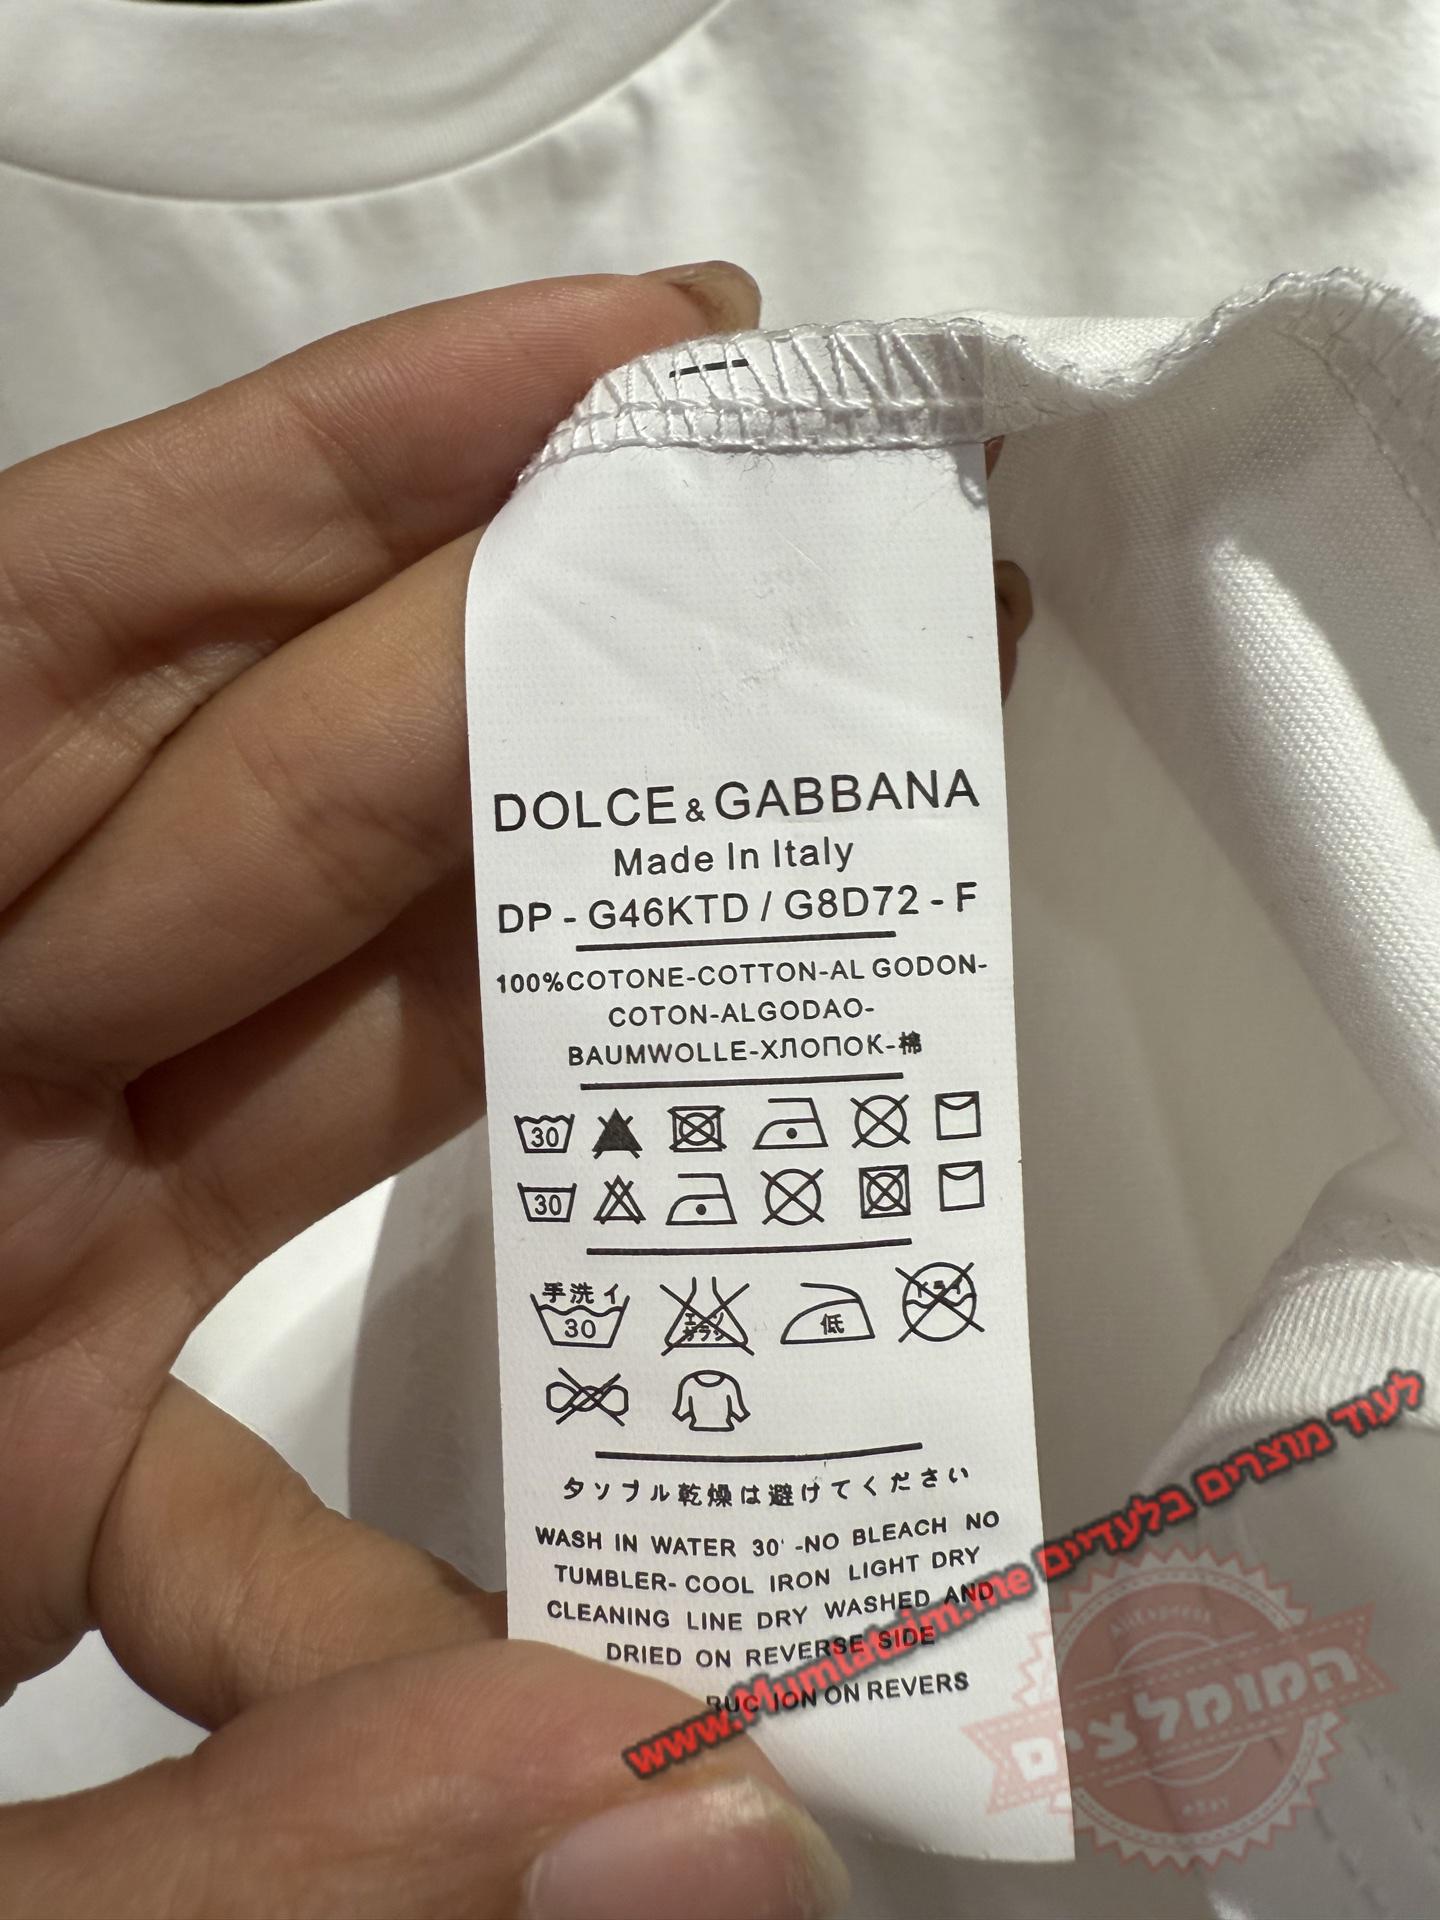 DOLCE & GABBANA
Made In Italy
DP - G46KTD / G8D72 - F
100%COTONE-COTTON-AL GODON-
COTON-ALGODAO-
BAUMWOLLE-ХЛОПОК-棉
30
30
手洗イ
30
低
タソブル乾燥は避けてください
WASH IN WATER 30' -NO BLEACH NO
TUMBLER- COOL IRON LIGHT DRY
CLEANING LINE DRY WASHED AND
DRIED ON REVERSE SIDE
ON REVERS
לעוד מוצרים בלעדיים www.Mumlatzim.me
AliExpress
המומלצים
eBay